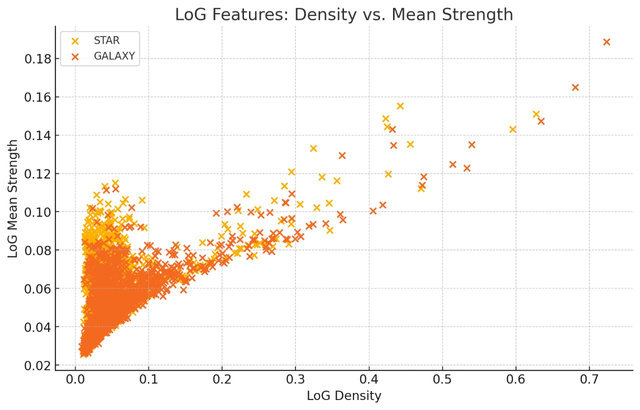 LoG Features: Density vs. Mean Strength
STAR
GALAXY
0.18
0.16
0.14
0.12
0.10
0.08
0.06
0.04
0.02
LoG Mean Strength
0.0 0.1 0.2 0.3 0.4 0.5 0.6 0.7
LoG Density